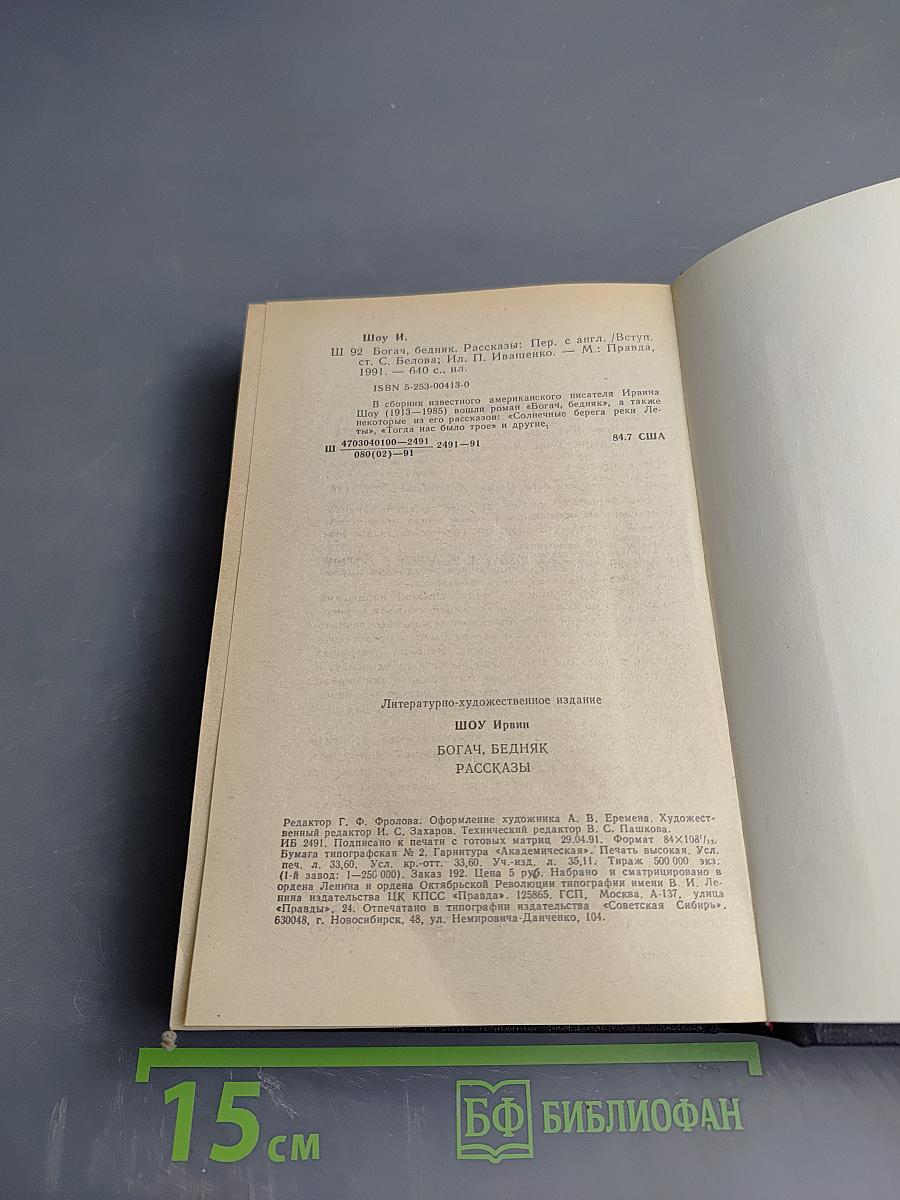 Шоу И.
Ш 92 Богач, бедняк. Рассказы: Пер. с англ. /Вступ.
ст. С. Белова; Ил. П. Иващенко. — М.: Правда,
1991. — 640 с., ил.
ISBN 5-253-00413-0
В сборник известного американского писателя Ирвина
Шоу (1913—1985) вошли роман «Богач, бедняк», а также
некоторые из его рассказов: «Солнечные берега реки Ле-
ты», «Тогда нас было трое» и другие.
Ш 4703040100—2491 2491—91 84.7 США
080(02)—91
Литературно-художественное издание
ШОУ Ирвин
БОГАЧ, БЕДНЯК
РАССКАЗЫ
Редактор Г. Ф. Фролова. Оформление художника А. В. Еремена. Художест-
венный редактор И. С. Захаров. Технический редактор В. С. Пашкова.
ИБ 2491. Подписано к печати с готовых матриц 29.04.91. Формат 84×108¹/₃₂.
Бумага типографская № 2. Гарнитура «Академическая». Печать высокая. Усл.
печ. л. 33,60. Усл. кр.-отт. 33,60. Уч.-изд. л. 35,11. Тираж 500 000 экз.
(1-й завод: 1—250 000). Заказ 192. Цена 5 руб. Набрано и сматрицировано в
ордена Ленина и ордена Октябрьской Революции типографии имени В. И. Ле-
нина издательства ЦК КПСС «Правда». 125865. ГСП, Москва, А-137, улица
«Правды», 24. Отпечатано в типографии издательства «Советская Сибирь».
630048, г. Новосибирск, 48, ул. Немировича-Данченко, 104.
15 см
БФ БИБЛИОФАН